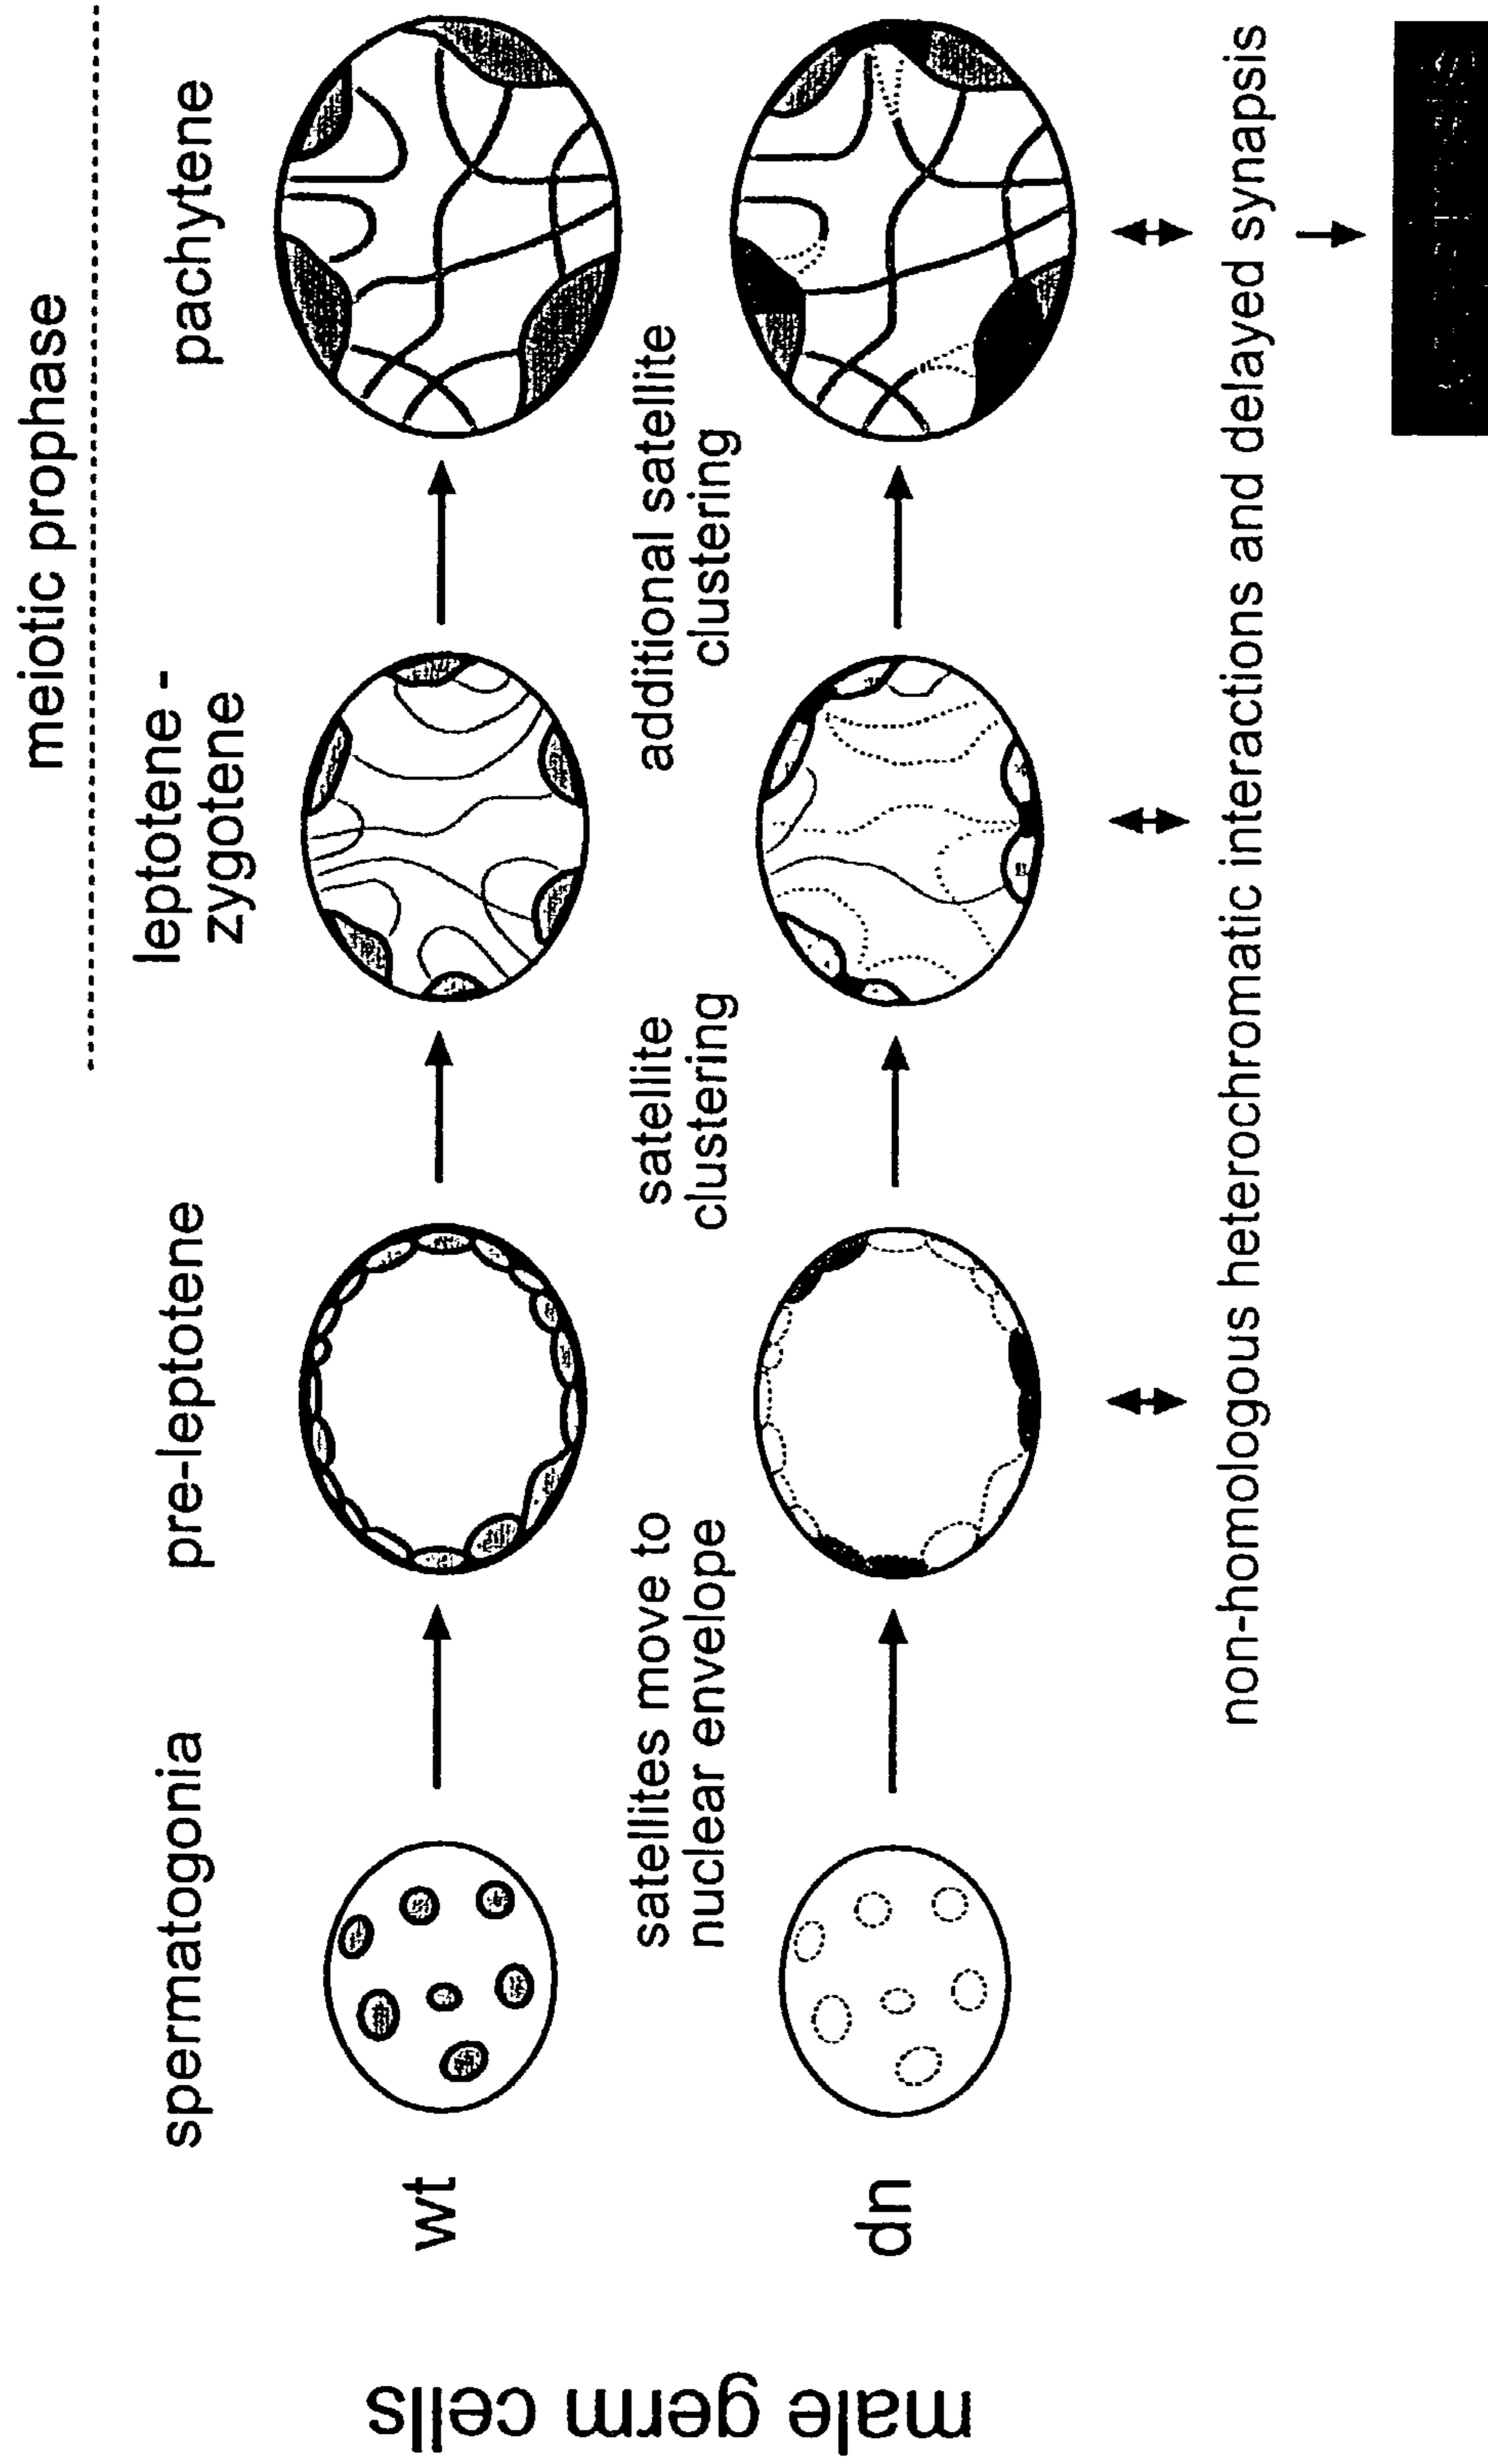 meiotic prophase
spermatogonia
pre-leptotene
leptotene -
zygotene
pachytene
wt
satellites move to
nuclear envelope
satellite
clustering
additional satellite
clustering
dn
male germ cells
non-homologous heterochromatic interactions and delayed synapsis